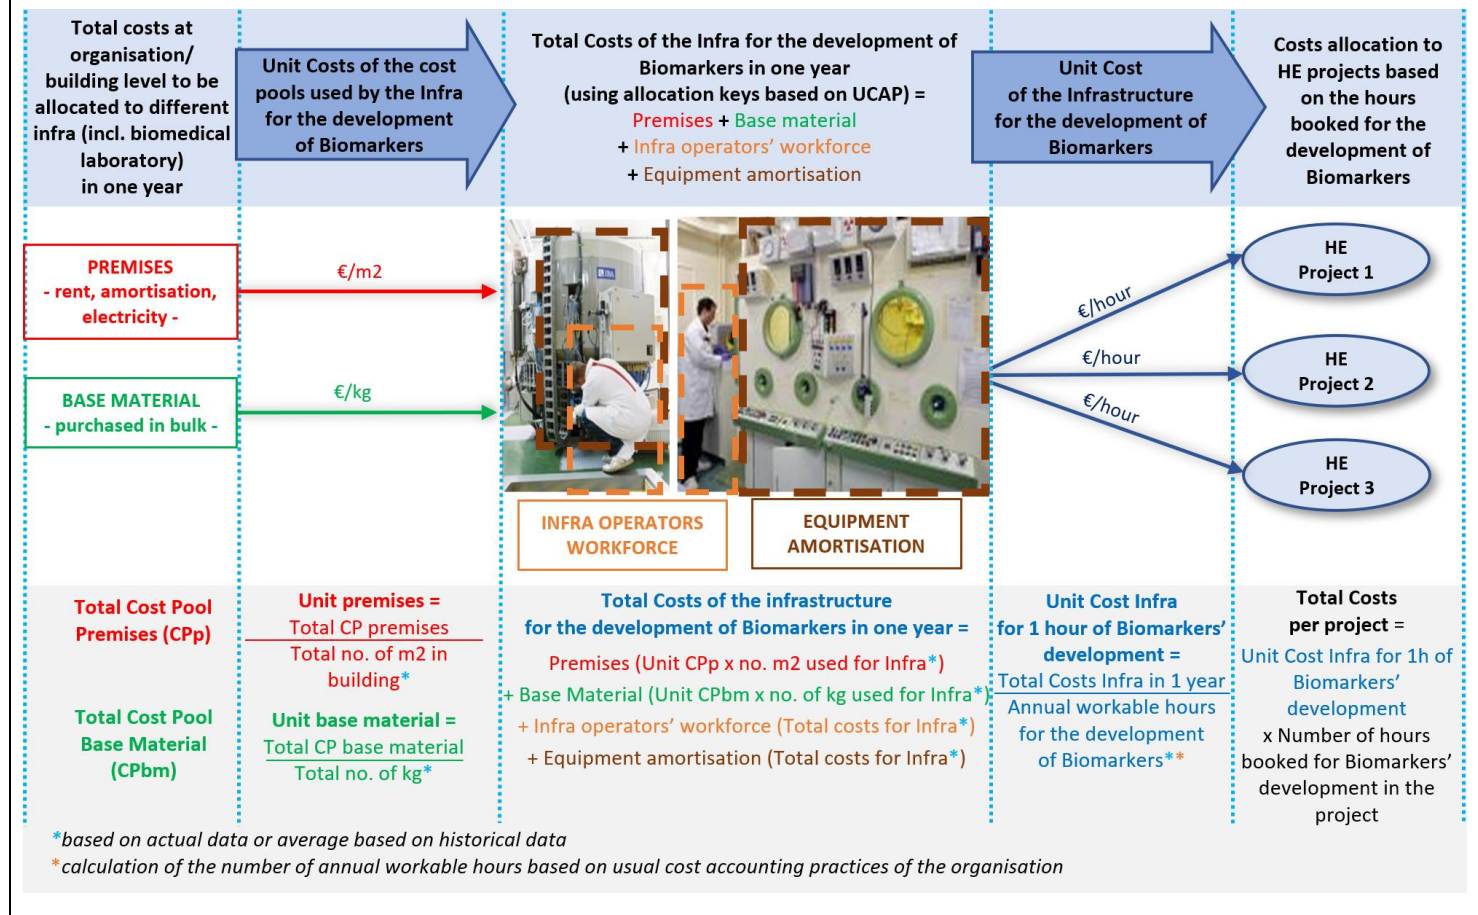 Total costs at
organisation/
building level to be
allocated to different
infra (incl. biomedical
laboratory)
in one year
Unit Costs of the cost
pools used by the Infra
for the development
of Biomarkers
Total Costs of the Infra for the development of
Biomarkers in one year
(using allocation keys based on UCAP) =
Premises + Base material
+ Infra operators' workforce
+ Equipment amortisation
Unit Cost
of the Infrastructure
for the development of
Biomarkers
Costs allocation to
HE projects based
on the hours
booked for the
development of
Biomarkers
PREMISES
- rent, amortisation,
electricity -
€/m2
BASE MATERIAL
- purchased in bulk -
€/kg
INFRA OPERATORS
WORKFORCE
EQUIPMENT
AMORTISATION
€/hour
€/hour
€/hour
HE
Project 1
HE
Project 2
HE
Project 3
Total Cost Pool
Premises (CPp)
Total Cost Pool
Base Material
(CPbm)
Unit premises =
Total CP premises
Total no. of m2 in
building*
Unit base material =
Total CP base material
Total no. of kg*
Total Costs of the infrastructure
for the development of Biomarkers in one year =
Premises (Unit CPp x no. m2 used for Infra*)
+ Base Material (Unit CPbm x no. of kg used for Infra*)
+ Infra operators' workforce (Total costs for Infra*)
+ Equipment amortisation (Total costs for Infra*)
Unit Cost Infra
for 1 hour of Biomarkers'
development =
Total Costs Infra in 1 year
Annual workable hours
for the development
of Biomarkers**
Total Costs
per project =
Unit Cost Infra for 1h of
Biomarkers'
development
x Number of hours
booked for Biomarkers'
development in the
project
*based on actual data or average based on historical data
*calculation of the number of annual workable hours based on usual cost accounting practices of the organisation